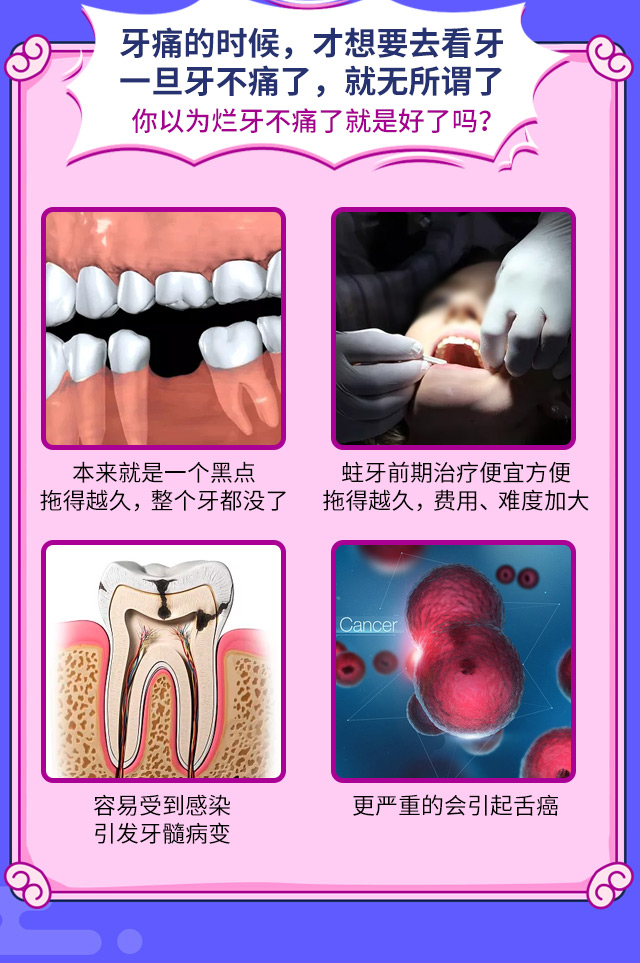 牙痛的时候，才想要去看牙
一旦牙不痛了，就无所谓了
你以为烂牙不痛了就是好了吗？
本来就是一个黑点
拖得越久，整个牙都没了
蛀牙前期治疗便宜方便
拖得越久，费用、难度加大
Cancer
容易受到感染
引发牙髓病变
更严重的会引起舌癌